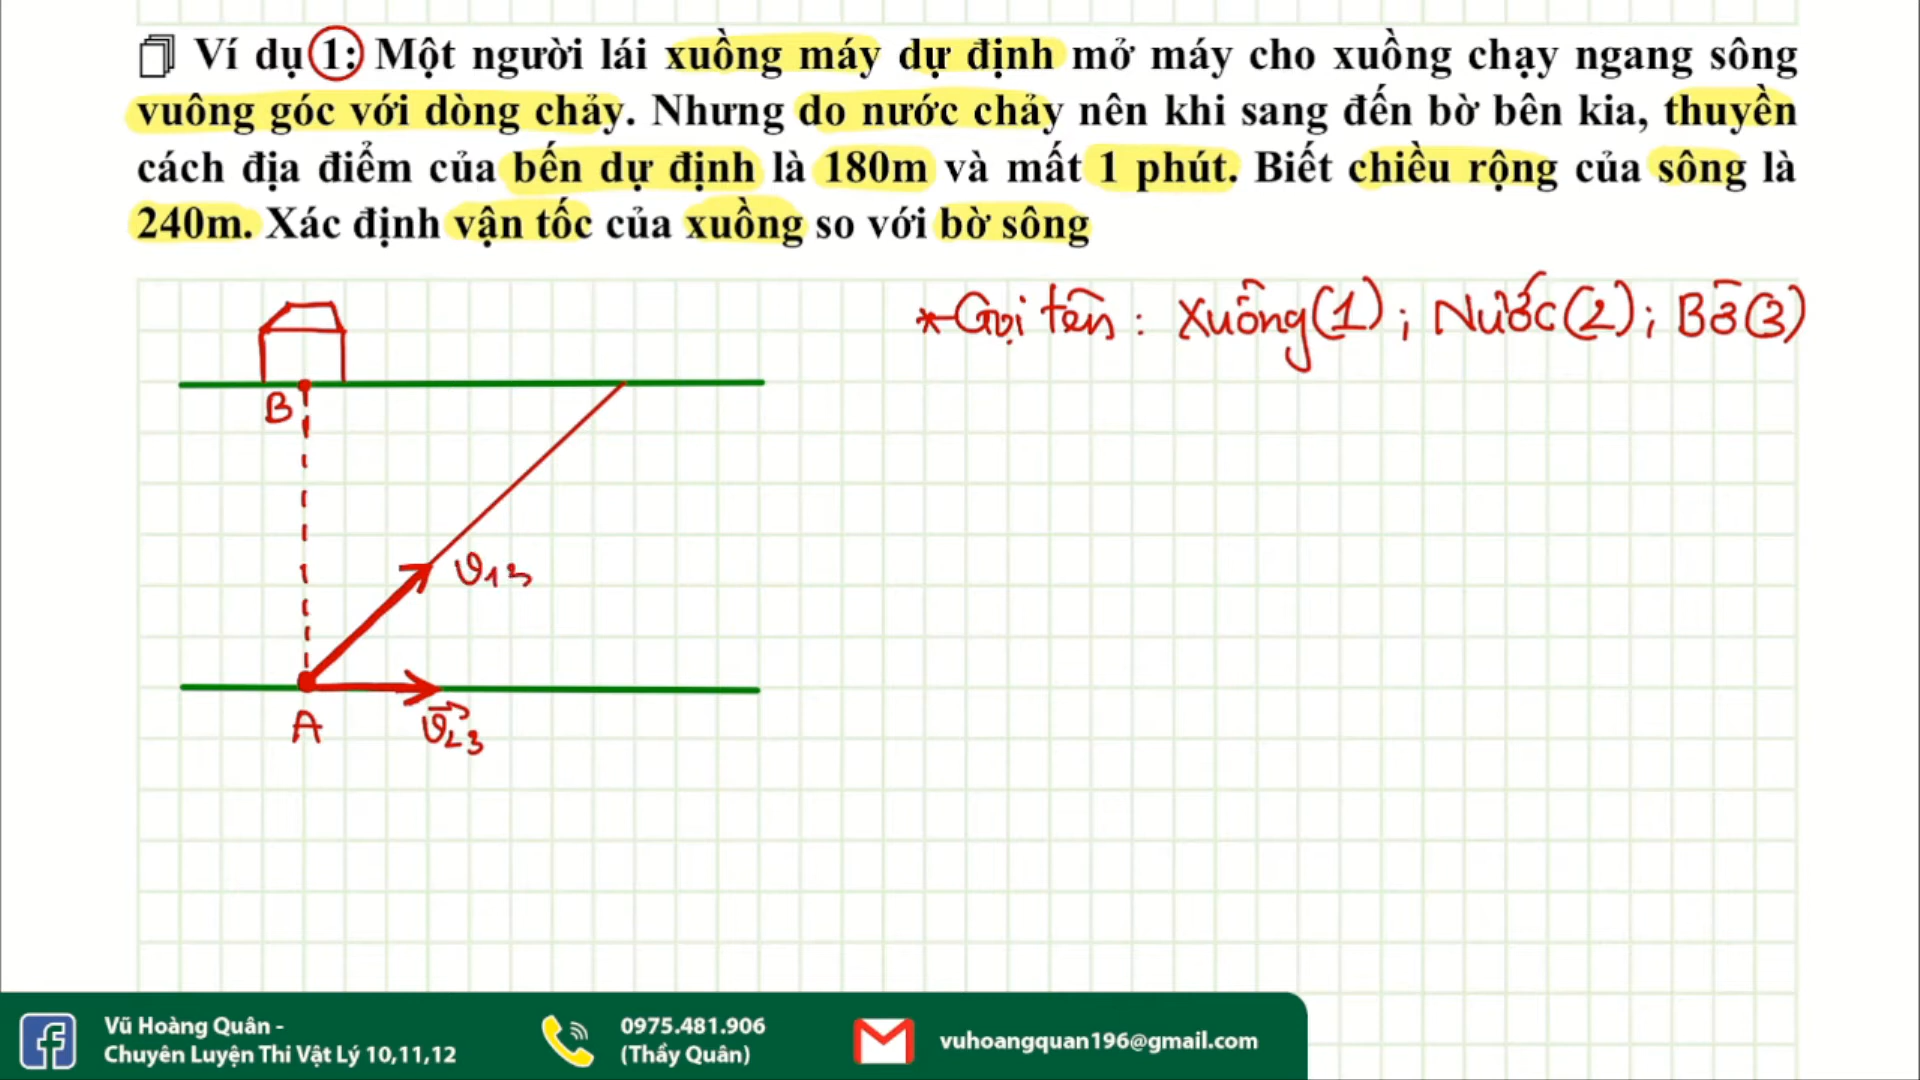 Ví dụ 1: Một người lái xuồng máy dự định mở máy cho xuồng chạy ngang sông
vuông góc với dòng chảy. Nhưng do nước chảy nên khi sang đến bờ bên kia, thuyền
cách địa điểm của bến dự định là 180m và mất 1 phút. Biết chiều rộng của sông là
240m. Xác định vận tốc của xuồng so với bờ sông
*Gọi tên : Xuồng(1) ; Nước(2) ; Bờ(3)
B
v13
A
v23
Vũ Hoàng Quân -
Chuyên Luyện Thi Vật Lý 10,11,12
0975.481.906
(Thầy Quân)
vuhoangquan196@gmail.com